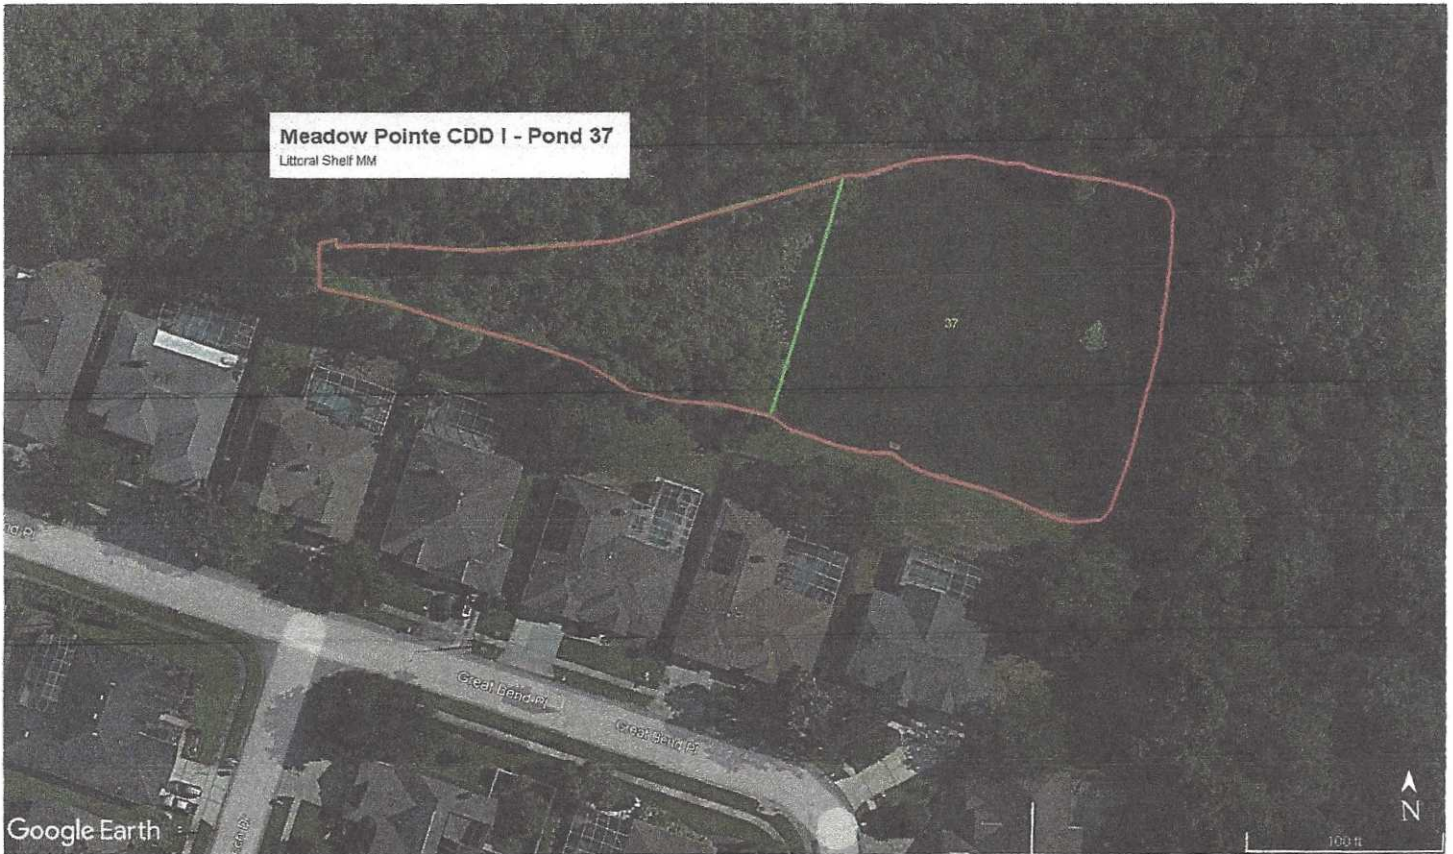 Meadow Pointe CDD I - Pond 37
Littoral Shelf MM
37
Great Bend Pl
Great Bend Pl
Google Earth
N
100 ft